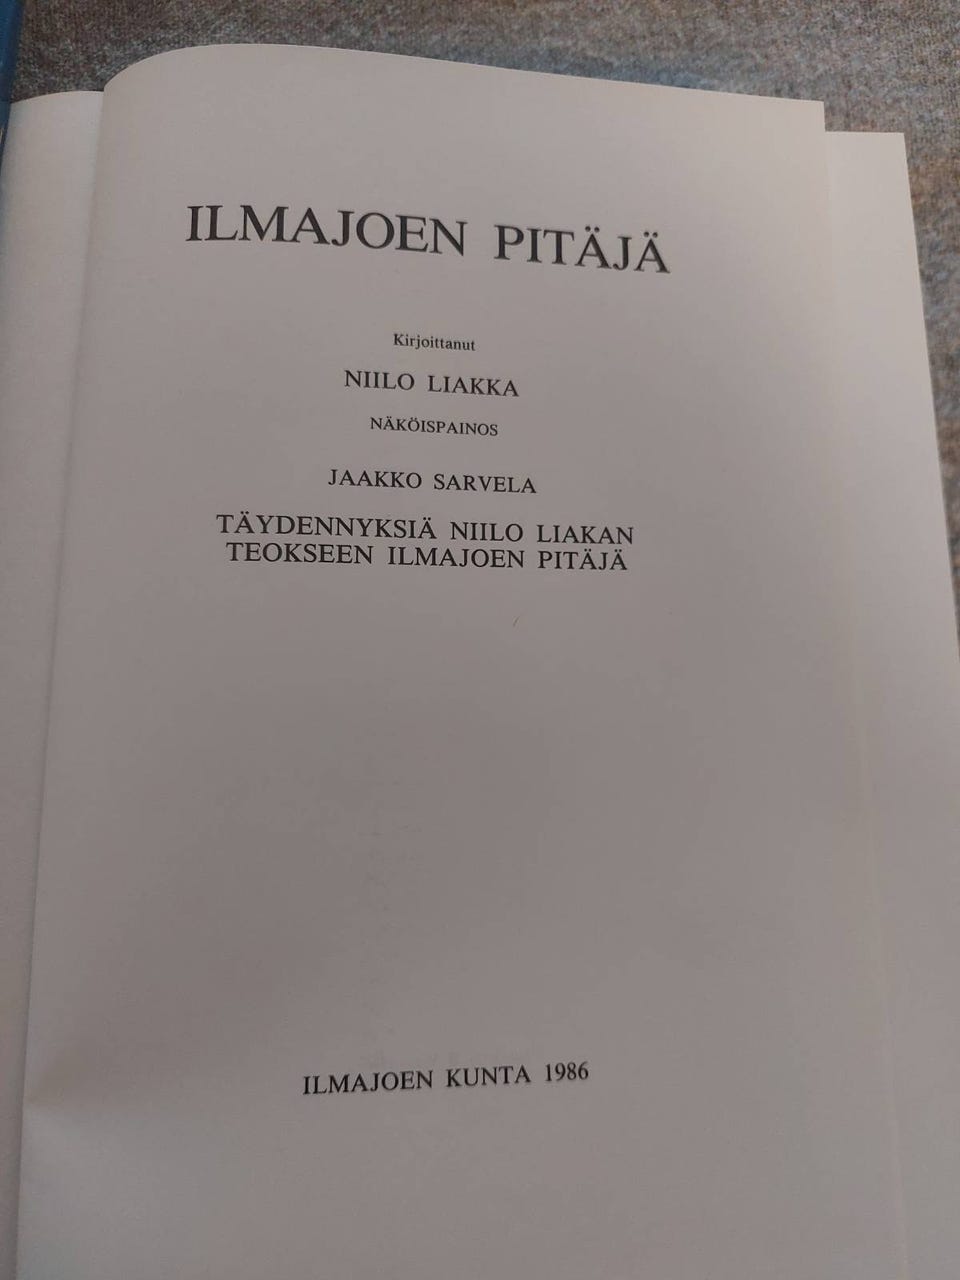 ILMAJOEN PITÄJÄ
Kirjoittanut
NIILO LIAKKA
NÄKÖISPAINOS
JAAKKO SARVELA
TÄYDENNYKSIÄ NIILO LIAKAN
TEOKSEEN ILMAJOEN PITÄJÄ
ILMAJOEN KUNTA 1986